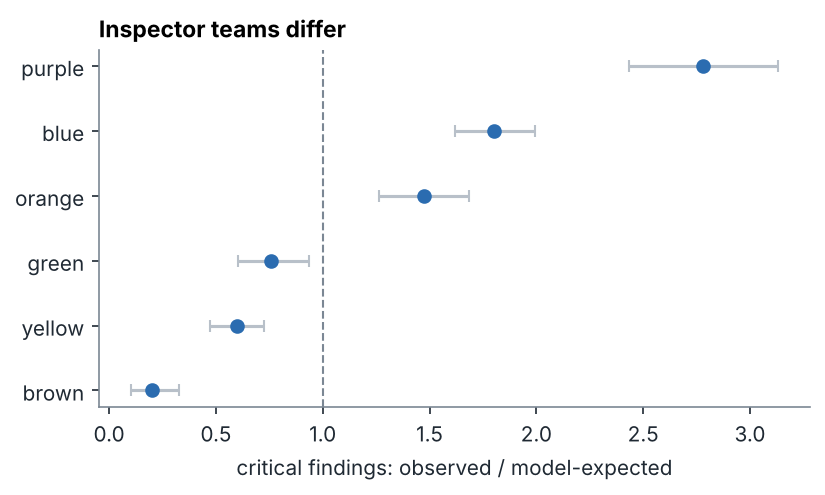 Inspector teams differ
purple
blue
orange
green
yellow
brown
0.0 0.5 1.0 1.5 2.0 2.5 3.0
critical findings: observed / model-expected